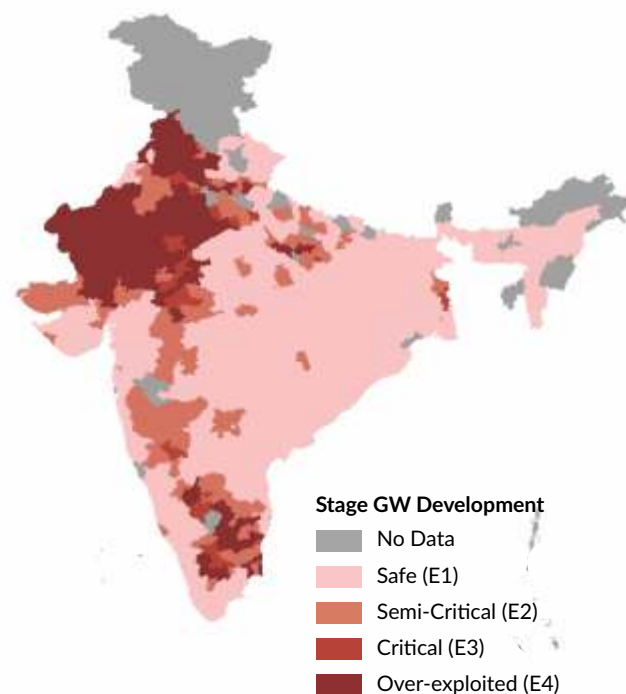 Stage GW Development
No Data
Safe (E1)
Semi-Critical (E2)
Critical (E3)
Over-exploited (E4)